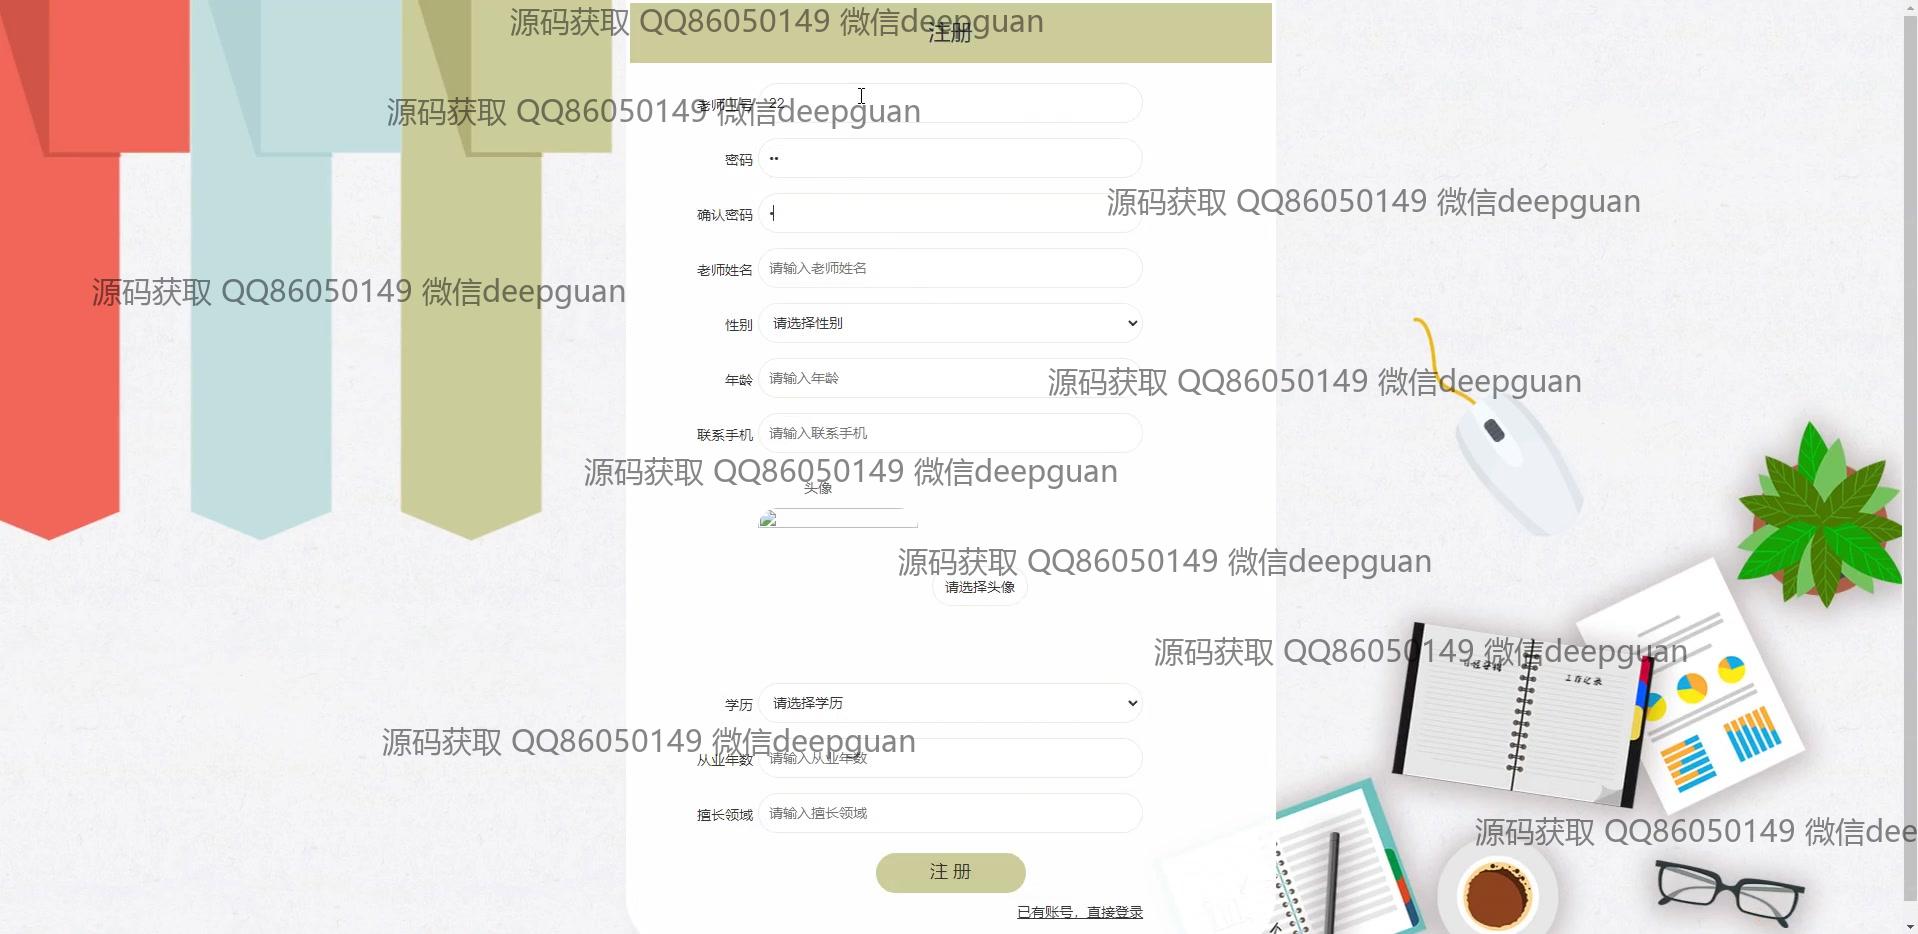 源码获取 QQ86050149 微信deepguan
注册
老师工号 22
源码获取 QQ86050149 微信deepguan
密码 ••
源码获取 QQ86050149 微信deepguan
确认密码 •
老师姓名 请输入老师姓名
源码获取 QQ86050149 微信deepguan
性别 请选择性别
年龄 请输入年龄
源码获取 QQ86050149 微信deepguan
联系手机 请输入联系手机
源码获取 QQ86050149 微信deepguan
头像
源码获取 QQ86050149 微信deepguan
请选择头像
源码获取 QQ86050149 微信deepguan
工作记录
学历 请选择学历
源码获取 QQ86050149 微信deepguan
从业年数 请输入从业年数
擅长领域 请输入擅长领域
源码获取 QQ86050149 微信dee
注 册
已有账号，直接登录